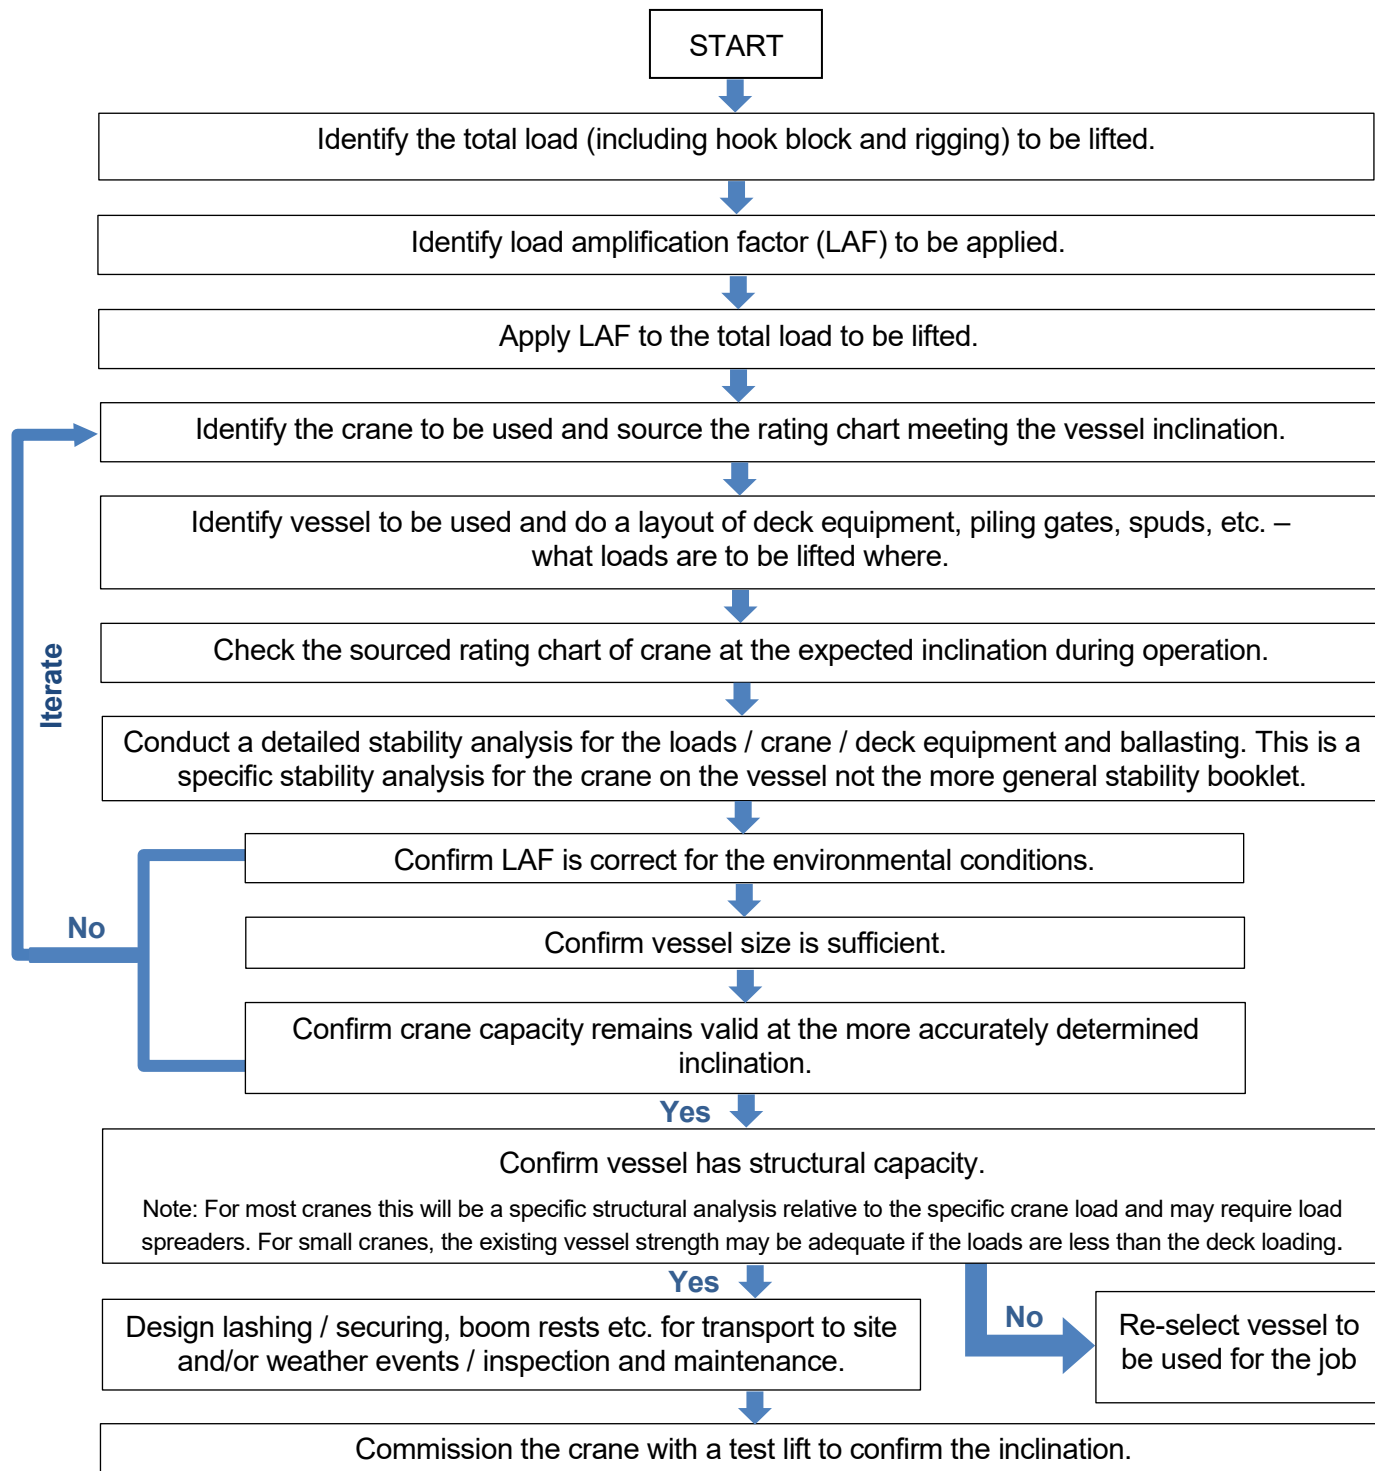 START
Identify the total load (including hook block and rigging) to be lifted.
Identify load amplification factor (LAF) to be applied.
Apply LAF to the total load to be lifted.
Identify the crane to be used and source the rating chart meeting the vessel inclination.
Identify vessel to be used and do a layout of deck equipment, piling gates, spuds, etc. –
what loads are to be lifted where.
Check the sourced rating chart of crane at the expected inclination during operation.
Iterate
Conduct a detailed stability analysis for the loads / crane / deck equipment and ballasting. This is a
specific stability analysis for the crane on the vessel not the more general stability booklet.
Confirm LAF is correct for the environmental conditions.
No
Confirm vessel size is sufficient.
Confirm crane capacity remains valid at the more accurately determined
inclination.
Yes
Confirm vessel has structural capacity.
Note: For most cranes this will be a specific structural analysis relative to the specific crane load and may require load
spreaders. For small cranes, the existing vessel strength may be adequate if the loads are less than the deck loading.
Yes
No
Design lashing / securing, boom rests etc. for transport to site
and/or weather events / inspection and maintenance.
Re-select vessel to
be used for the job
Commission the crane with a test lift to confirm the inclination.